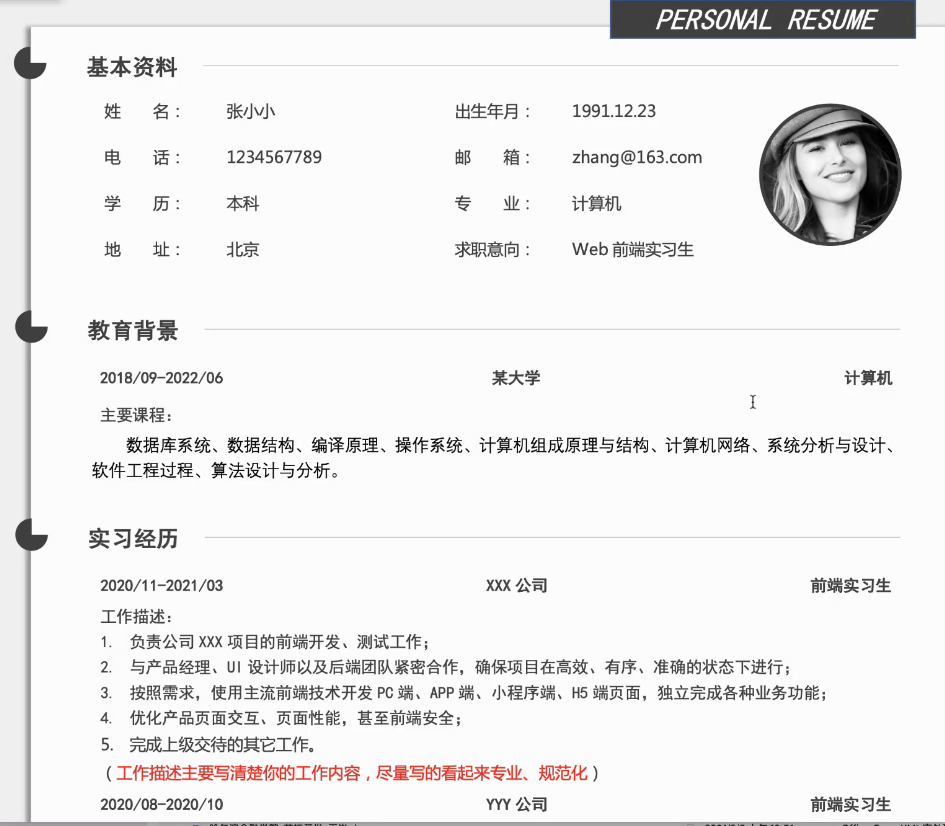 PERSONAL RESUME
基本资料
姓 名： 张小小 出生年月： 1991.12.23
电 话： 1234567789 邮 箱： zhang@163.com
学 历： 本科 专 业： 计算机
地 址： 北京 求职意向： Web 前端实习生
教育背景
2018/09-2022/06 某大学 计算机
主要课程：
数据库系统、数据结构、编译原理、操作系统、计算机组成原理与结构、计算机网络、系统分析与设计、
软件工程过程、算法设计与分析。
实习经历
2020/11-2021/03 XXX 公司 前端实习生
工作描述：
1. 负责公司 XXX 项目的前端开发、测试工作；
2. 与产品经理、UI 设计师以及后端团队紧密合作，确保项目在高效、有序、准确的状态下进行；
3. 按照需求，使用主流前端技术开发 PC 端、APP 端、小程序端、H5 端页面，独立完成各种业务功能；
4. 优化产品页面交互、页面性能，甚至前端安全；
5. 完成上级交待的其它工作。
（工作描述主要写清楚你的工作内容，尽量写的看起来专业、规范化）
2020/08-2020/10 YYY 公司 前端实习生